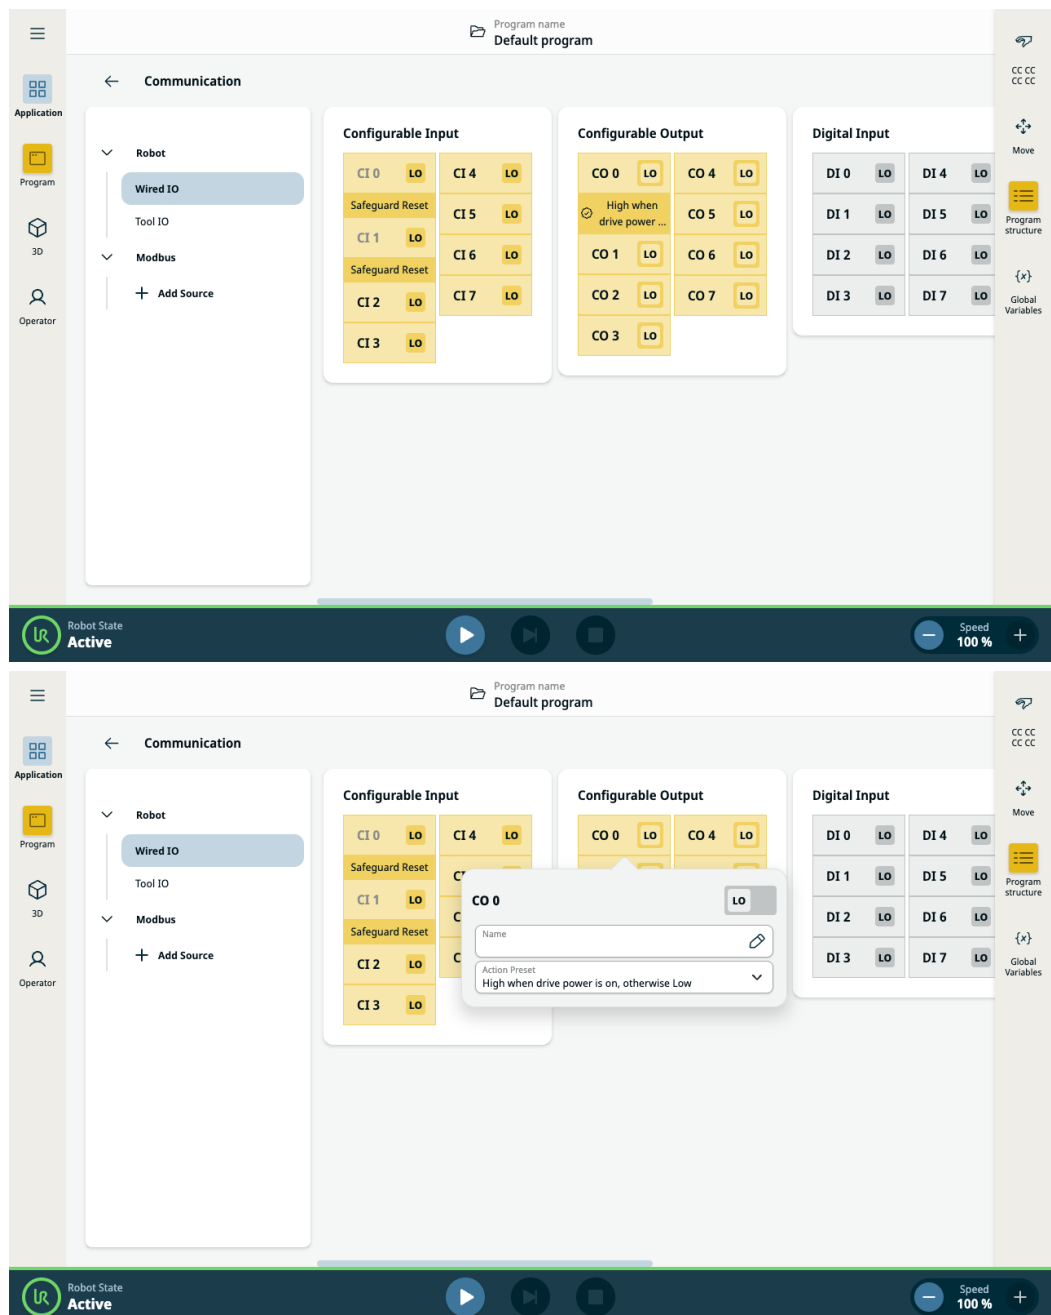 Program name
Default program
Application
Program
3D
Operator
Communication
Robot
Wired IO
Tool IO
Modbus
Add Source
Configurable Input
CI 0 LO CI 4 LO
Safeguard Reset
CI 5 LO
CI 1 LO
CI 6 LO
Safeguard Reset
CI 2 LO CI 7 LO
CI 3 LO
Configurable Output
CO 0 LO CO 4 LO
High when
drive power ...
CO 5 LO
CO 1 LO CO 6 LO
CO 2 LO CO 7 LO
CO 3 LO
Digital Input
DI 0 LO DI 4 LO
DI 1 LO DI 5 LO
DI 2 LO DI 6 LO
DI 3 LO DI 7 LO
CC CC
CC CC
Move
Program
structure
{x}
Global
Variables
Robot State
Active
Speed
100 %
Program name
Default program
Application
Program
3D
Operator
Communication
Robot
Wired IO
Tool IO
Modbus
Add Source
Configurable Input
CI 0 LO CI 4 LO
Safeguard Reset
CI 1 LO
Safeguard Reset
CI 2 LO
CI 3 LO
Configurable Output
CO 0 LO CO 4 LO
CO 0 LO
Name
Action Preset
High when drive power is on, otherwise Low
Digital Input
DI 0 LO DI 4 LO
DI 1 LO DI 5 LO
DI 2 LO DI 6 LO
DI 3 LO DI 7 LO
CC CC
CC CC
Move
Program
structure
{x}
Global
Variables
Robot State
Active
Speed
100 %